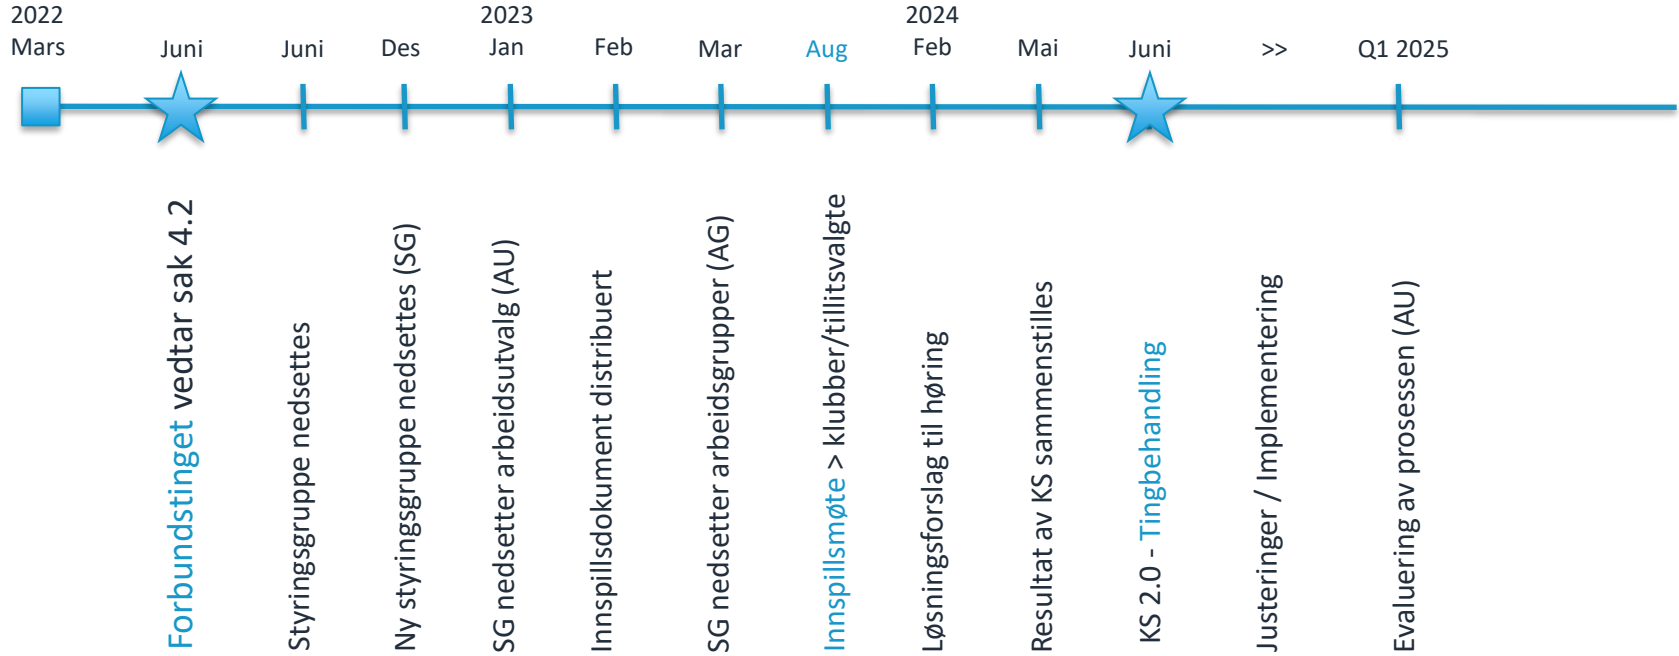 2022
2023
2024
Mars
Juni
Juni
Des
Jan
Feb
Mar
Aug
Feb
Mai
Juni
>>
Q1 2025
Forbundstinget vedtar sak 4.2
Styringsgruppe nedsettes
Ny styringsgruppe nedsettes (SG)
SG nedsetter arbeidsutvalg (AU)
Innspillsdokument distribuert
SG nedsetter arbeidsgrupper (AG)
Innspillsmøte > klubber/tillitsvalgte
Løsningsforslag til høring
Resultat av KS sammenstilles
KS 2.0 - Tingbehandling
Justeringer / Implementering
Evaluering av prosessen (AU)